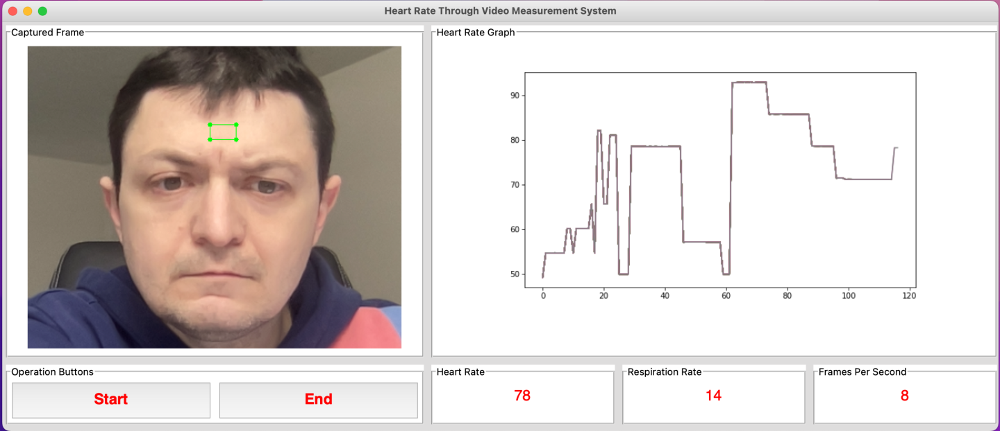 Heart Rate Through Video Measurement System
Captured Frame
Heart Rate Graph
90
80
70
60
50
0 20 40 60 80 100 120
Operation Buttons
Start End
Heart Rate
78
Respiration Rate
14
Frames Per Second
8